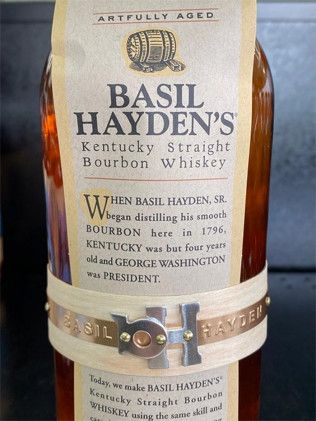 ARTFULLY AGED
BASIL
HAYDEN'S
Kentucky Straight
Bourbon Whiskey
WHEN BASIL HAYDEN, SR.
began distilling his smooth
BOURBON here in 1796,
KENTUCKY was but four years
old and GEORGE WASHINGTON
was PRESIDENT.
BASIL H HAYDEN
Today, we make BASIL HAYDEN'S
Kentucky Straight Bourbon
WHISKEY using the same skill and